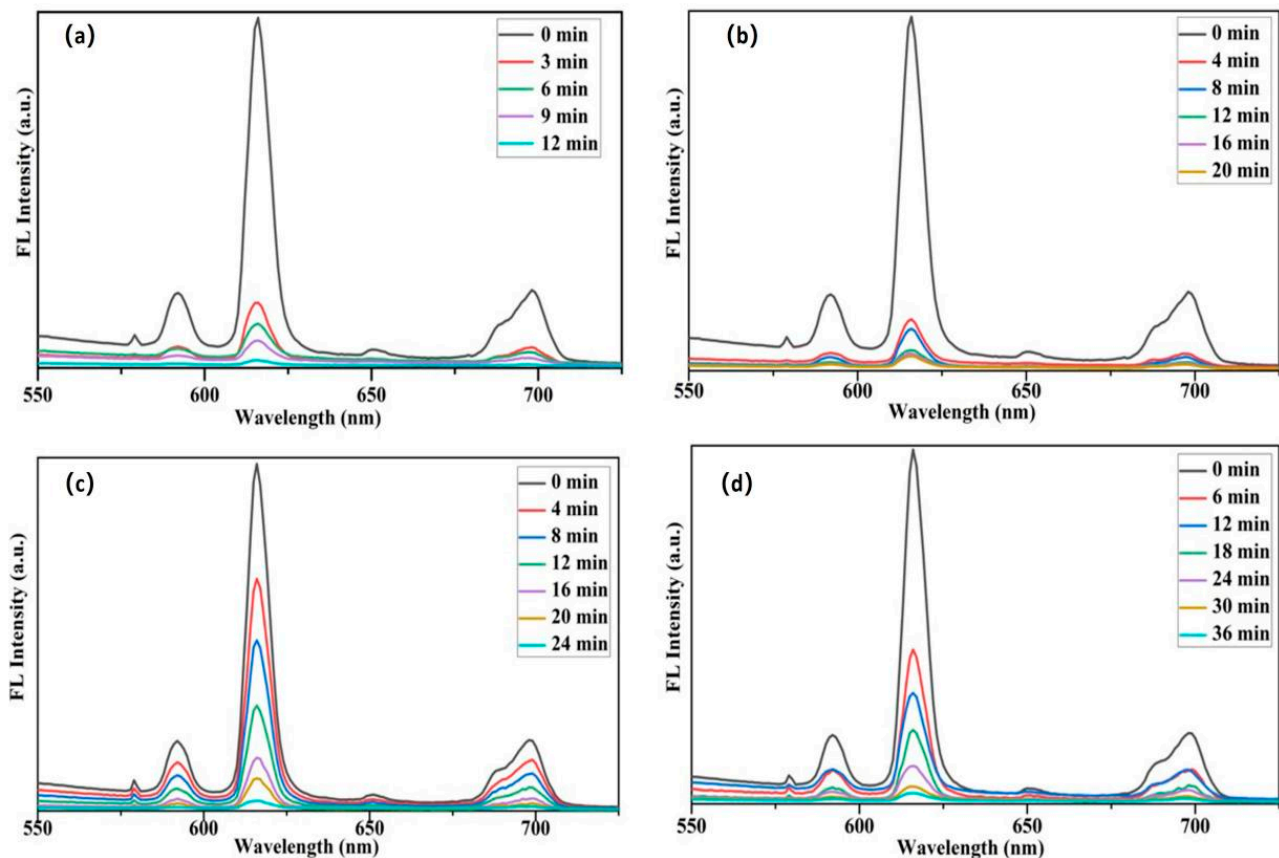 (a)
0 min
3 min
6 min
9 min
12 min
FL Intensity (a.u.)
550
600
650
700
Wavelength (nm)
(b)
0 min
4 min
8 min
12 min
16 min
20 min
FL Intensity (a.u.)
550
600
650
700
Wavelength (nm)
(c)
0 min
4 min
8 min
12 min
16 min
20 min
24 min
FL Intensity (a.u.)
550
600
650
700
Wavelength (nm)
(d)
0 min
6 min
12 min
18 min
24 min
30 min
36 min
FL Intensity (a.u.)
550
600
650
700
Wavelength (nm)